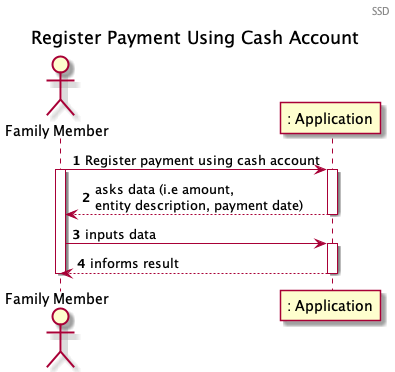 SSD
Register Payment Using Cash Account
Family Member
: Application
1 Register payment using cash account
2 asks data (i.e amount,
entity description, payment date)
3 inputs data
4 informs result
Family Member
: Application